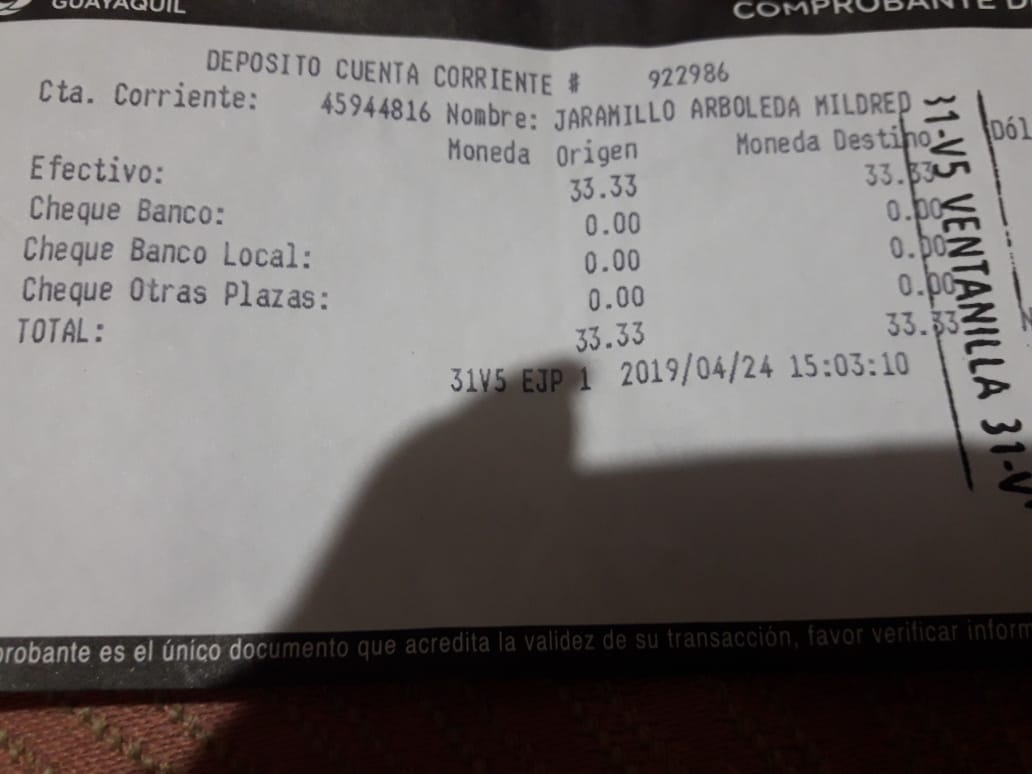 GUAYAQUIL
COMPROBANTE
DEPOSITO CUENTA CORRIENTE # 922986
Cta. Corriente: 45944816 Nombre: JARAMILLO ARBOLEDA MILDRED
Moneda Origen Moneda Destino
Efectivo: 33.33 33.33
Cheque Banco: 0.00 0.00
Cheque Banco Local: 0.00 0.00
Cheque Otras Plazas: 0.00 0.00
TOTAL: 33.33 33.33
31V5 EJP 1 2019/04/24 15:03:10
31-V5 VENTANILLA 31-V
Dól
probante es el único documento que acredita la validez de su transacción, favor verificar inform